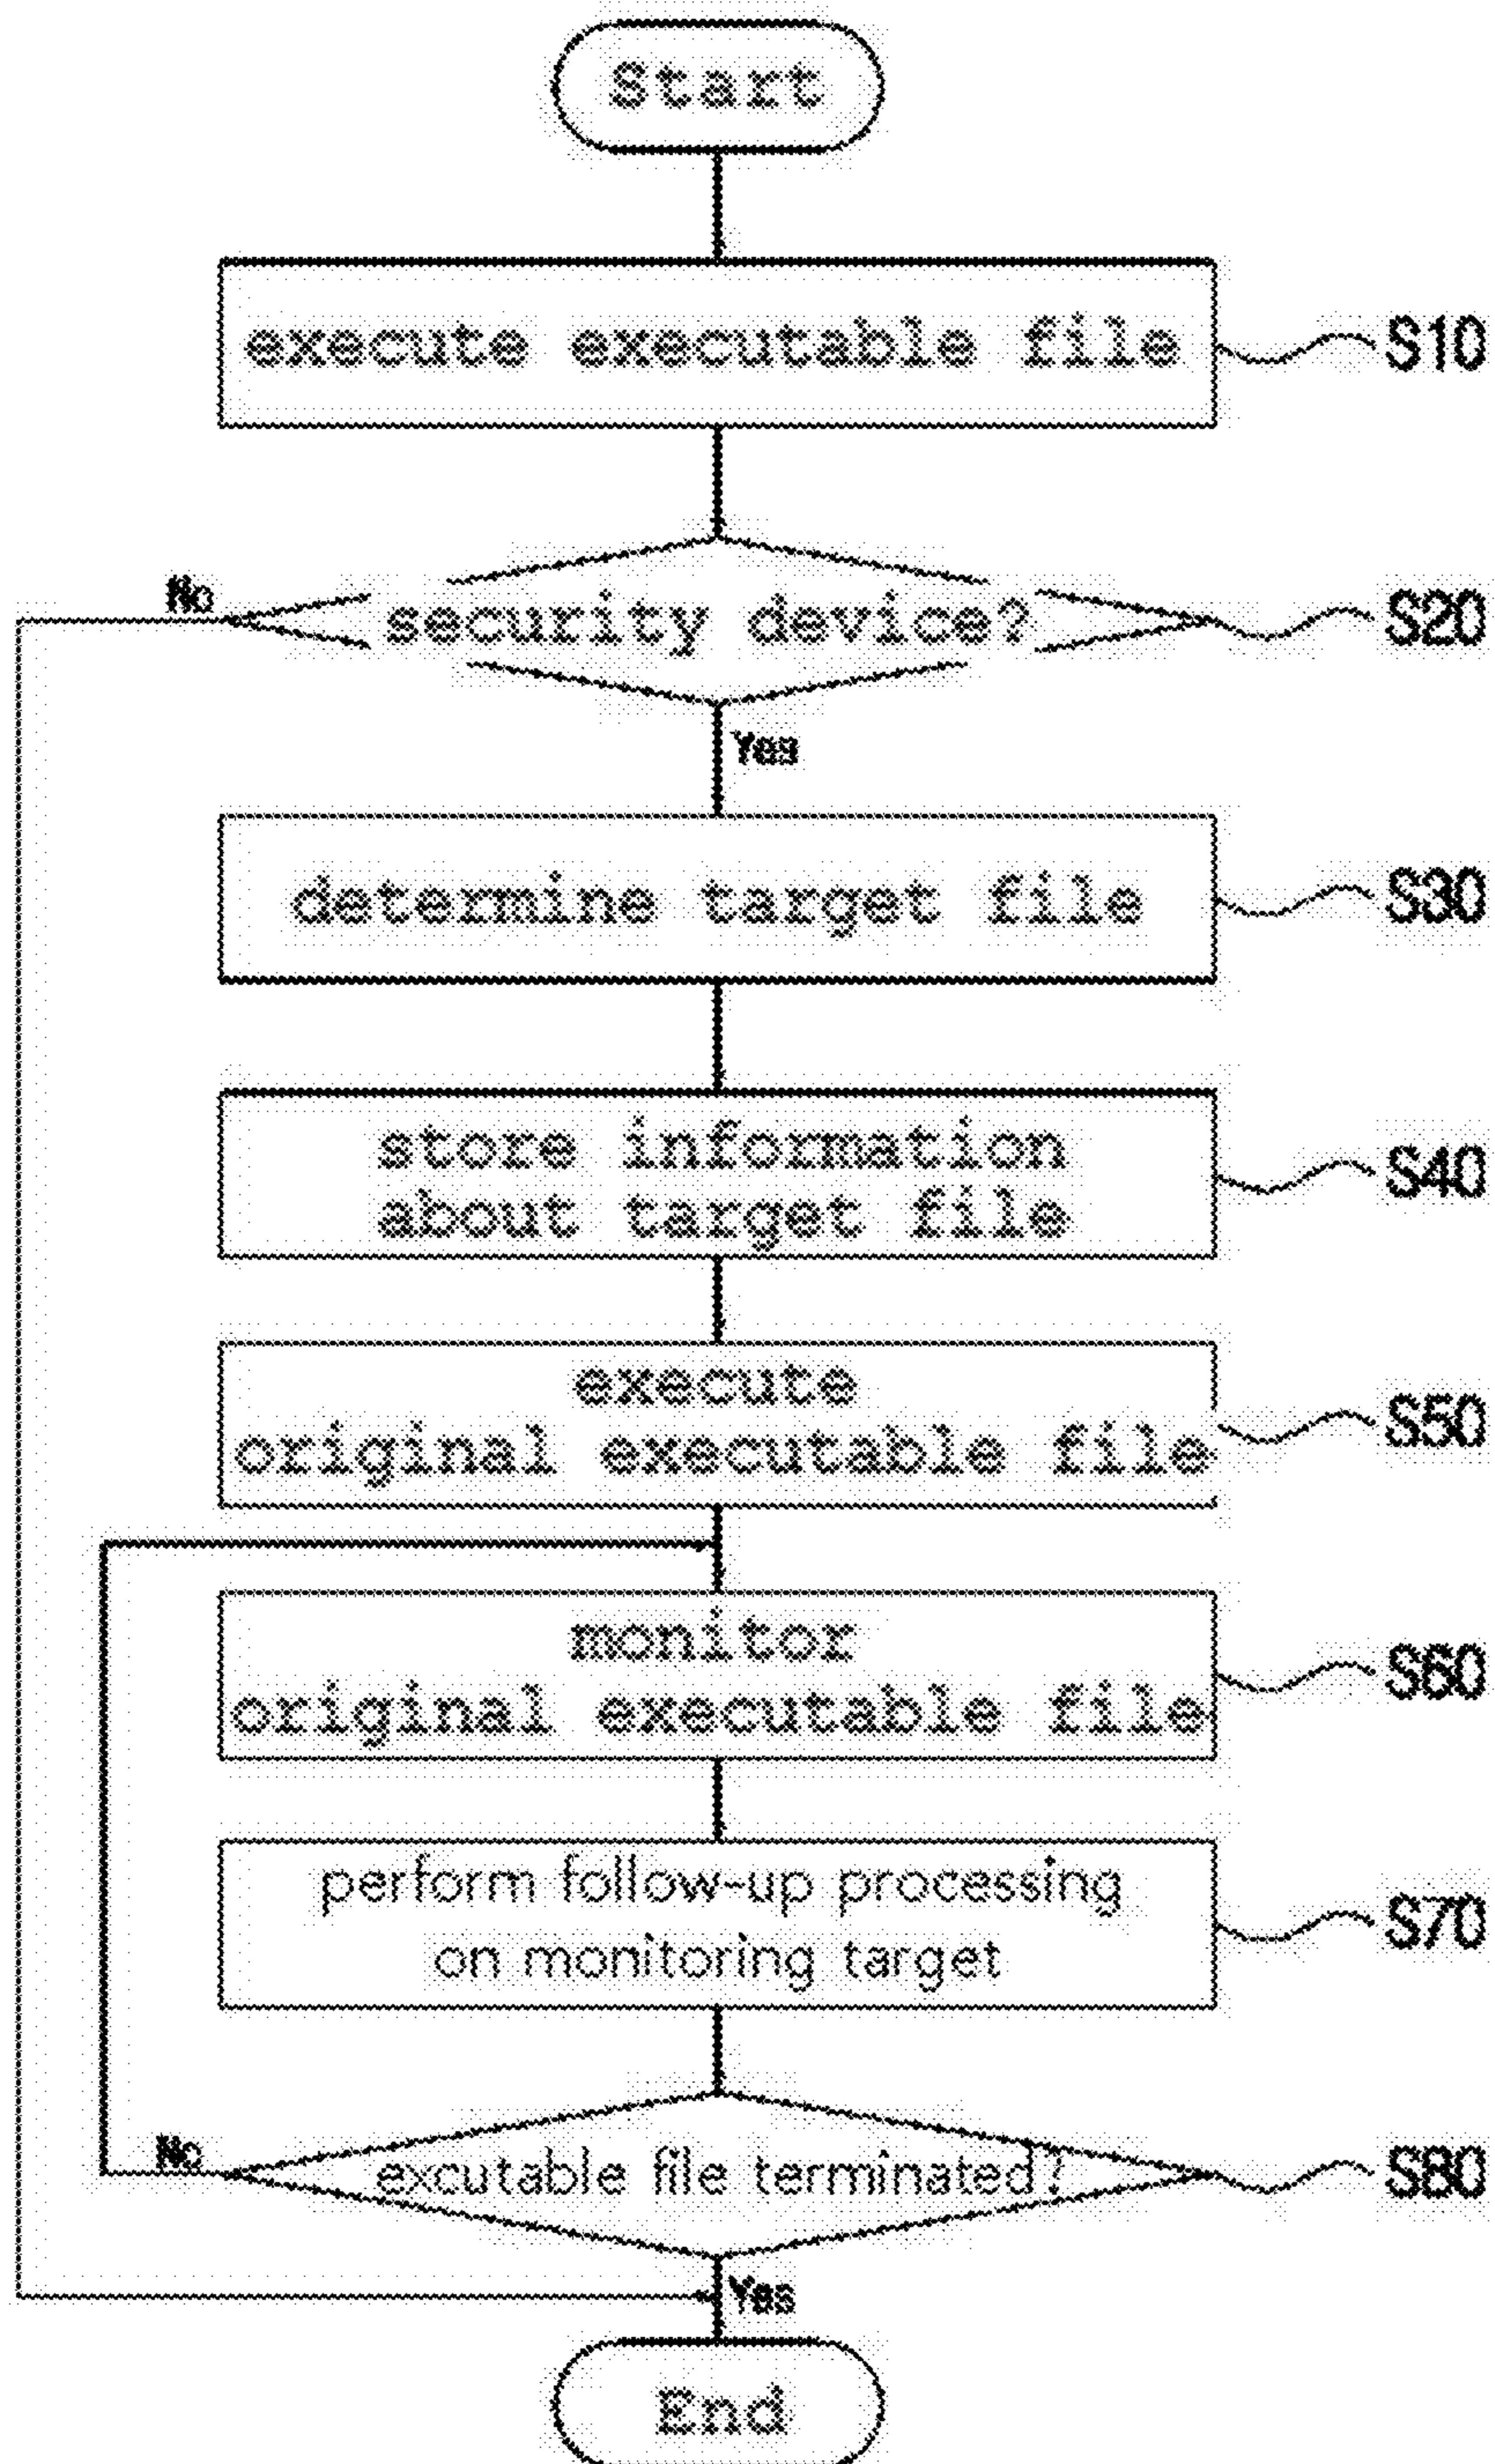 Start
execute executable file
S10
No
security device?
S20
Yes
determine target file
S30
store information
about target file
S40
execute
original executable file
S50
monitor
original executable file
S60
perform follow-up processing
on monitoring target
S70
No
excutable file terminated?
S80
Yes
End